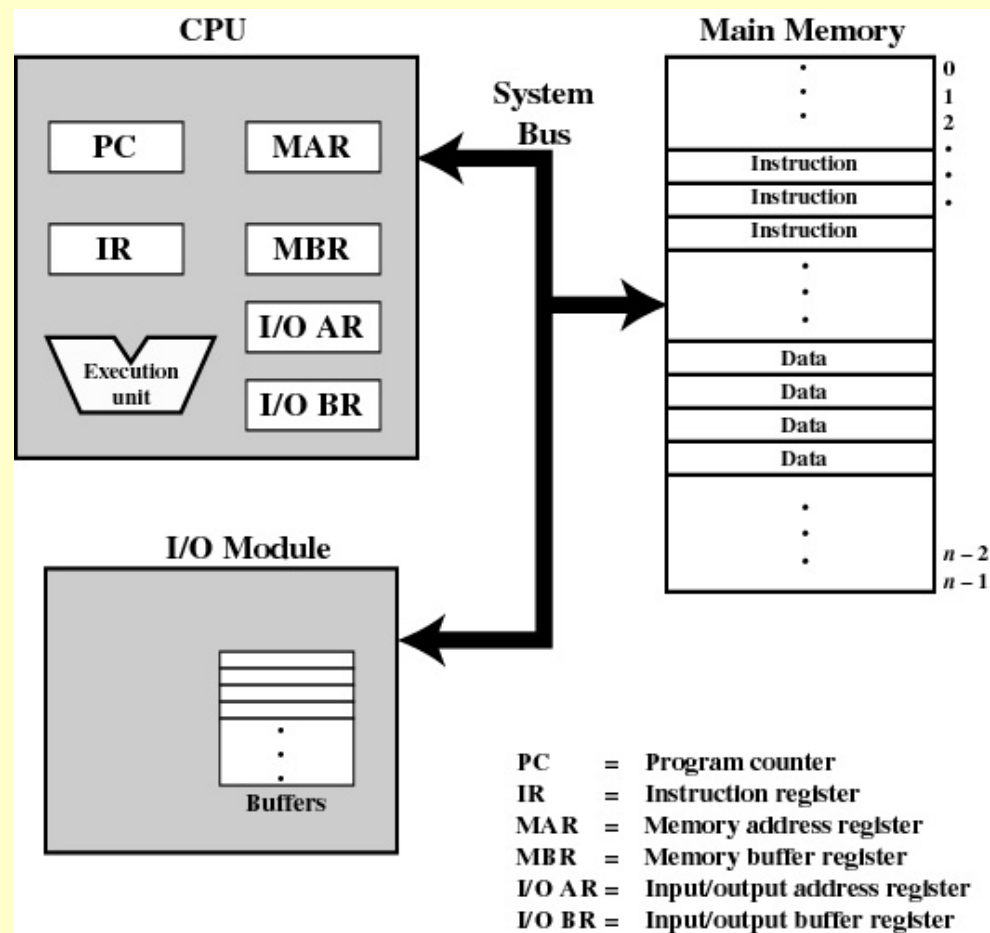 CPU
PC
MAR
IR
MBR
I/O AR
Execution
unit
I/O BR
System
Bus
Main Memory
0
1
2
Instruction
Instruction
Instruction
Data
Data
Data
Data
n – 2
n – 1
I/O Module
Buffers
PC = Program counter
IR = Instruction register
MAR = Memory address register
MBR = Memory buffer register
I/O AR = Input/output address register
I/O BR = Input/output buffer register